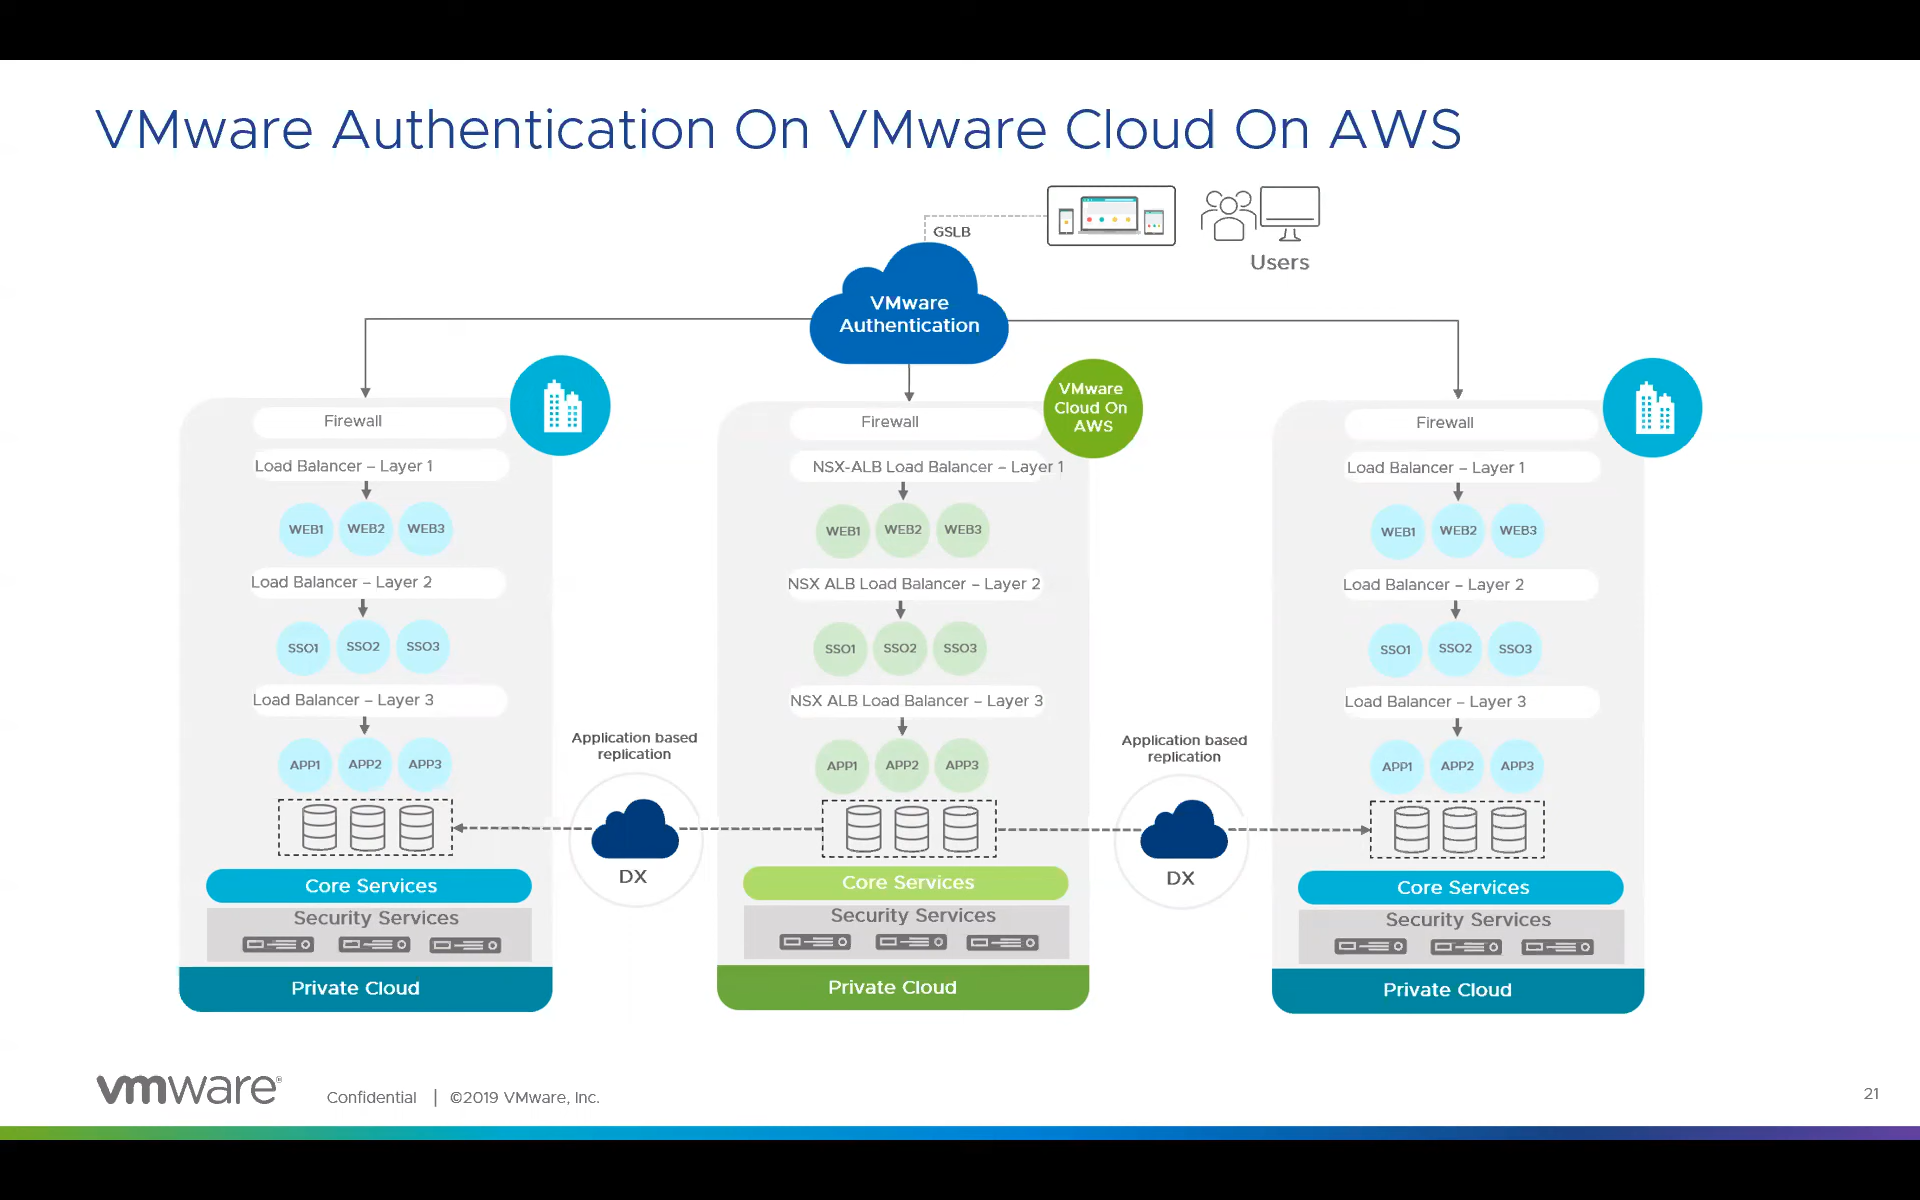 VMware Authentication On VMware Cloud On AWS
GSLB
Users
VMware
Authentication
VMware
Cloud On
AWS
Firewall
Load Balancer – Layer 1
WEB1 WEB2 WEB3
Load Balancer – Layer 2
SSO1 SSO2 SSO3
Load Balancer – Layer 3
APP1 APP2 APP3
Core Services
Security Services
Private Cloud
Application based
replication
DX
Firewall
NSX-ALB Load Balancer – Layer 1
WEB1 WEB2 WEB3
NSX ALB Load Balancer – Layer 2
SSO1 SSO2 SSO3
NSX ALB Load Balancer – Layer 3
APP1 APP2 APP3
Core Services
Security Services
Private Cloud
Application based
replication
DX
Firewall
Load Balancer – Layer 1
WEB1 WEB2 WEB3
Load Balancer – Layer 2
SSO1 SSO2 SSO3
Load Balancer – Layer 3
APP1 APP2 APP3
Core Services
Security Services
Private Cloud
vmware®
Confidential | ©2019 VMware, Inc.
21